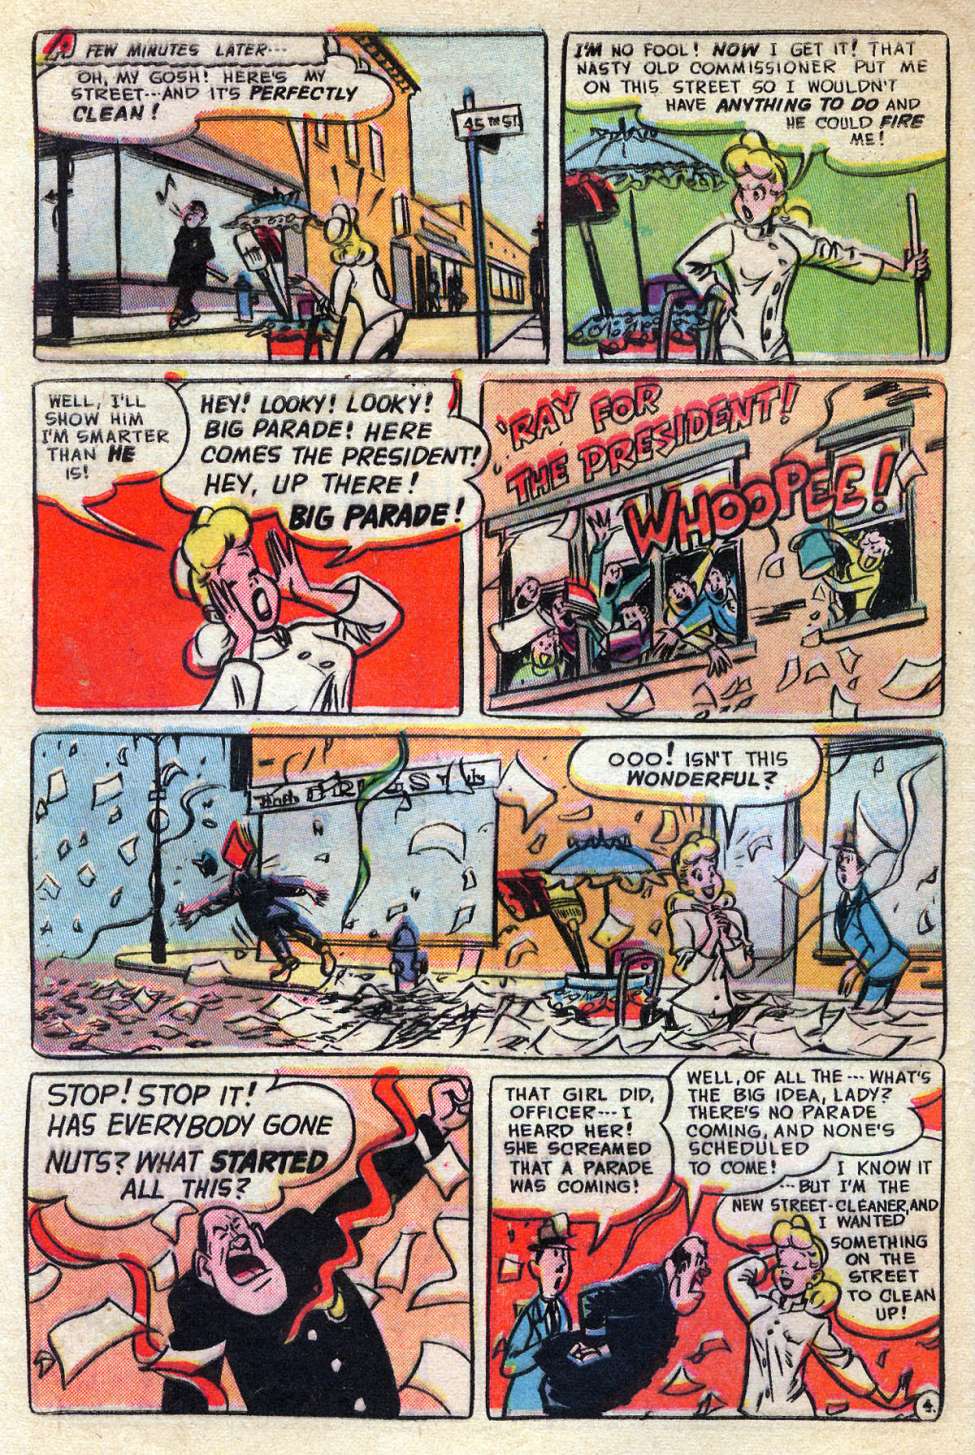 A FEW MINUTES LATER---
OH, MY GOSH! HERE'S MY
STREET---AND IT'S PERFECTLY
CLEAN!
45TH ST.
I'M NO FOOL! NOW I GET IT! THAT
NASTY OLD COMMISSIONER PUT ME
ON THIS STREET SO I WOULDN'T
HAVE ANYTHING TO DO AND
HE COULD FIRE
ME!
WELL, I'LL
SHOW HIM
I'M SMARTER
THAN HE
IS!
HEY! LOOKY! LOOKY!
BIG PARADE! HERE
COMES THE PRESIDENT!
HEY, UP THERE!
BIG PARADE!
'RAY FOR
THE PRESIDENT!
WHOOPEE!
OOO! ISN'T THIS
WONDERFUL?
STOP! STOP IT!
HAS EVERYBODY GONE
NUTS? WHAT STARTED
ALL THIS?
THAT GIRL DID,
OFFICER---I
HEARD HER!
SHE SCREAMED
THAT A PARADE
WAS COMING!
WELL, OF ALL THE---WHAT'S
THE BIG IDEA, LADY?
THERE'S NO PARADE
COMING, AND NONE'S
SCHEDULED
TO COME!
I KNOW IT
---BUT I'M THE
NEW STREET-CLEANER, AND
I WANTED
SOMETHING
ON THE
STREET
TO CLEAN
UP!
4.